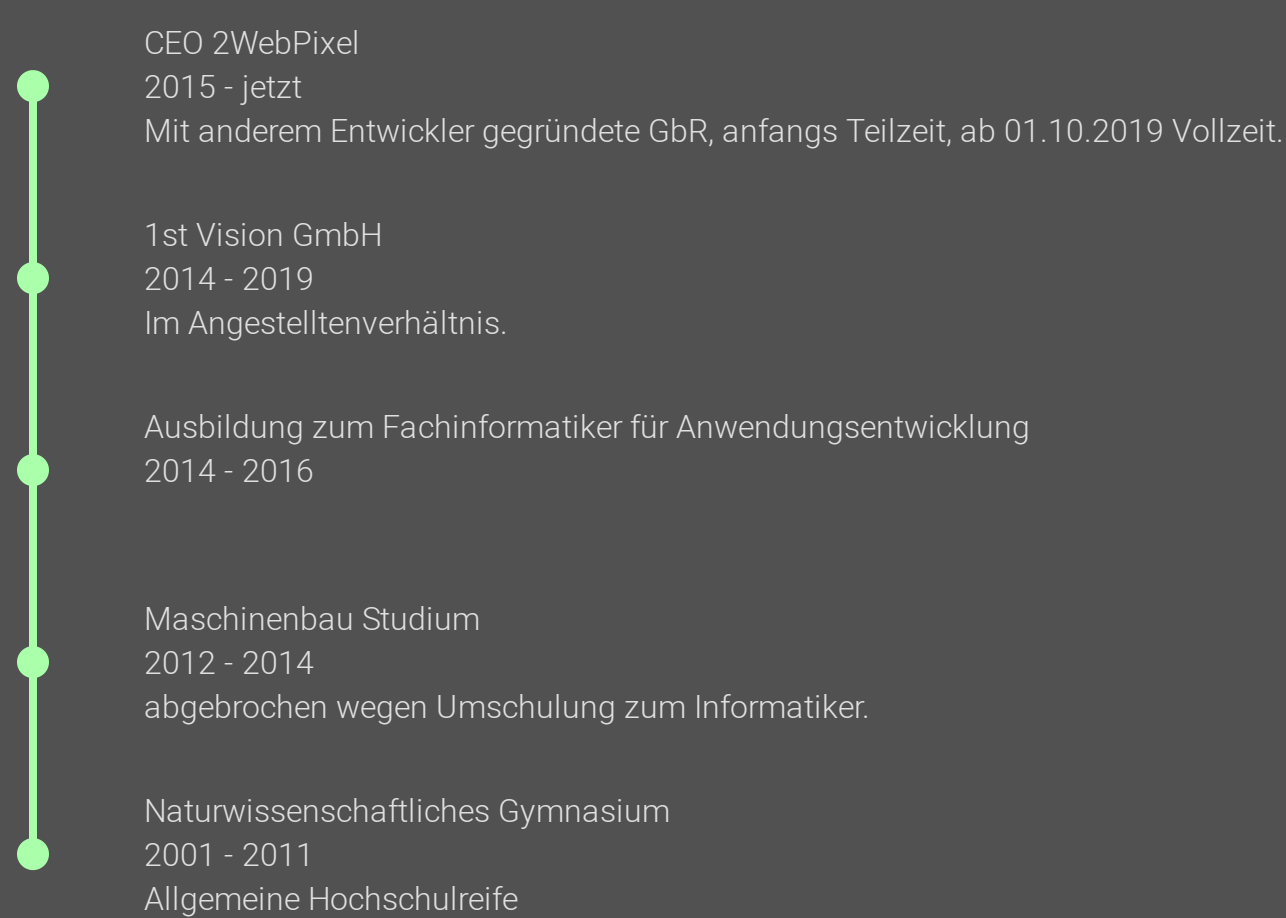 CEO 2WebPixel
2015 - jetzt
Mit anderem Entwickler gegründete GbR, anfangs Teilzeit, ab 01.10.2019 Vollzeit.
1st Vision GmbH
2014 - 2019
Im Angestelltenverhältnis.
Ausbildung zum Fachinformatiker für Anwendungsentwicklung
2014 - 2016
Maschinenbau Studium
2012 - 2014
abgebrochen wegen Umschulung zum Informatiker.
Naturwissenschaftliches Gymnasium
2001 - 2011
Allgemeine Hochschulreife